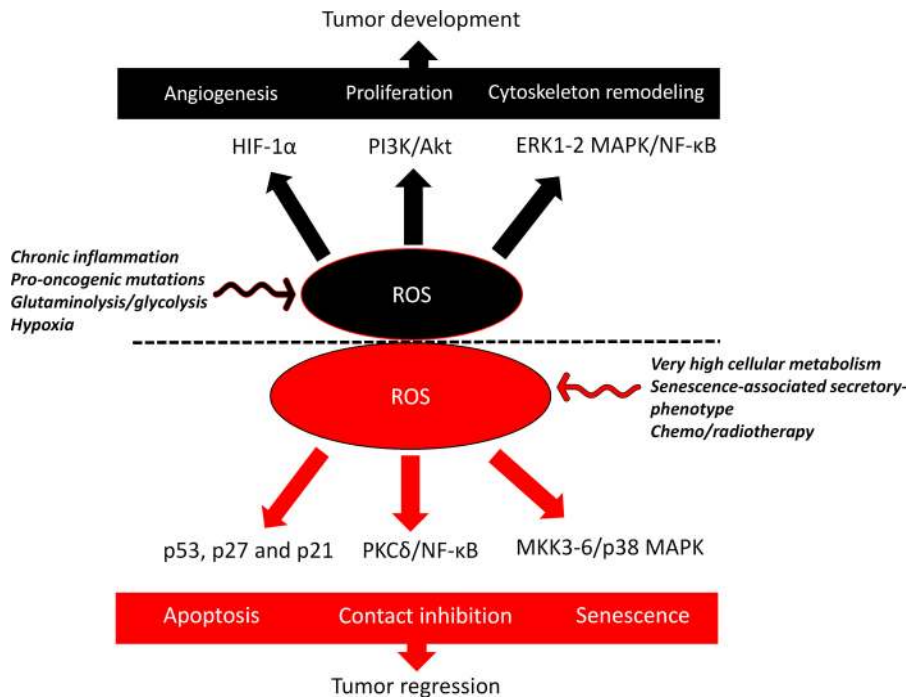 Tumor development
Angiogenesis Proliferation Cytoskeleton remodeling
HIF-1α PI3K/Akt ERK1-2 MAPK/NF-κB
Chronic inflammation
Pro-oncogenic mutations
Glutaminolysis/glycolysis
Hypoxia
ROS
ROS
Very high cellular metabolism
Senescence-associated secretory-
phenotype
Chemo/radiotherapy
p53, p27 and p21 PKCδ/NF-κB MKK3-6/p38 MAPK
Apoptosis Contact inhibition Senescence
Tumor regression